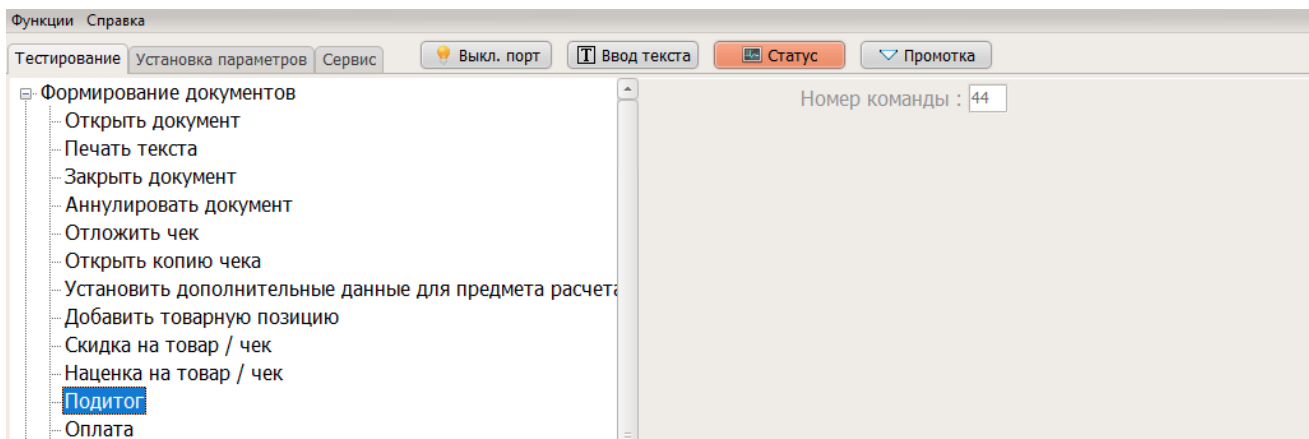 Функции Справка
Тестирование Установка параметров Сервис Выкл. порт Ввод текста Статус Промотка
Формирование документов
Номер команды : 44
Открыть документ
Печать текста
Закрыть документ
Аннулировать документ
Отложить чек
Открыть копию чека
Установить дополнительные данные для предмета расчета
Добавить товарную позицию
Скидка на товар / чек
Наценка на товар / чек
Подитог
Оплата